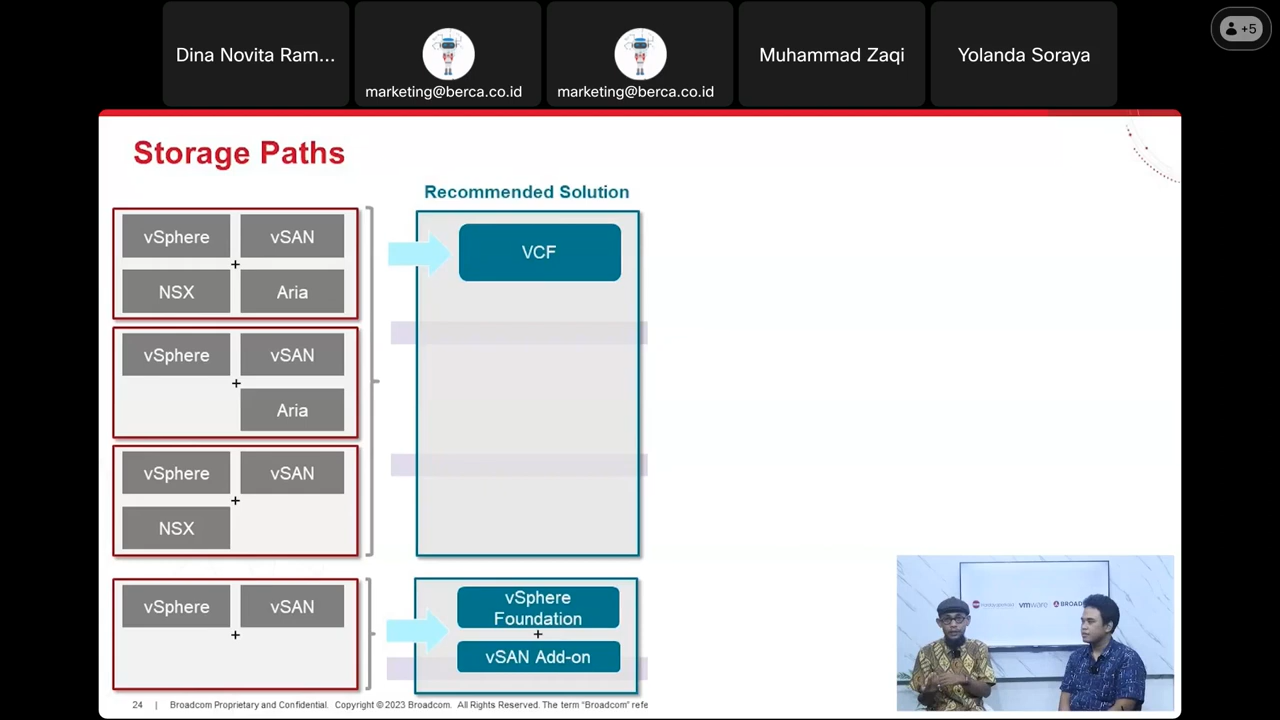 Dina Novita Ram...
marketing@berca.co.id
marketing@berca.co.id
Muhammad Zaqi
Yolanda Soraya
+5
Storage Paths
Recommended Solution
vSphere
vSAN
+
NSX
Aria
VCF
vSphere
vSAN
+
Aria
vSphere
vSAN
+
NSX
vSphere
vSAN
+
vSphere
Foundation
+
vSAN Add-on
24 | Broadcom Proprietary and Confidential. Copyright © 2023 Broadcom. All Rights Reserved. The term “Broadcom” refe
vmware
BROAD